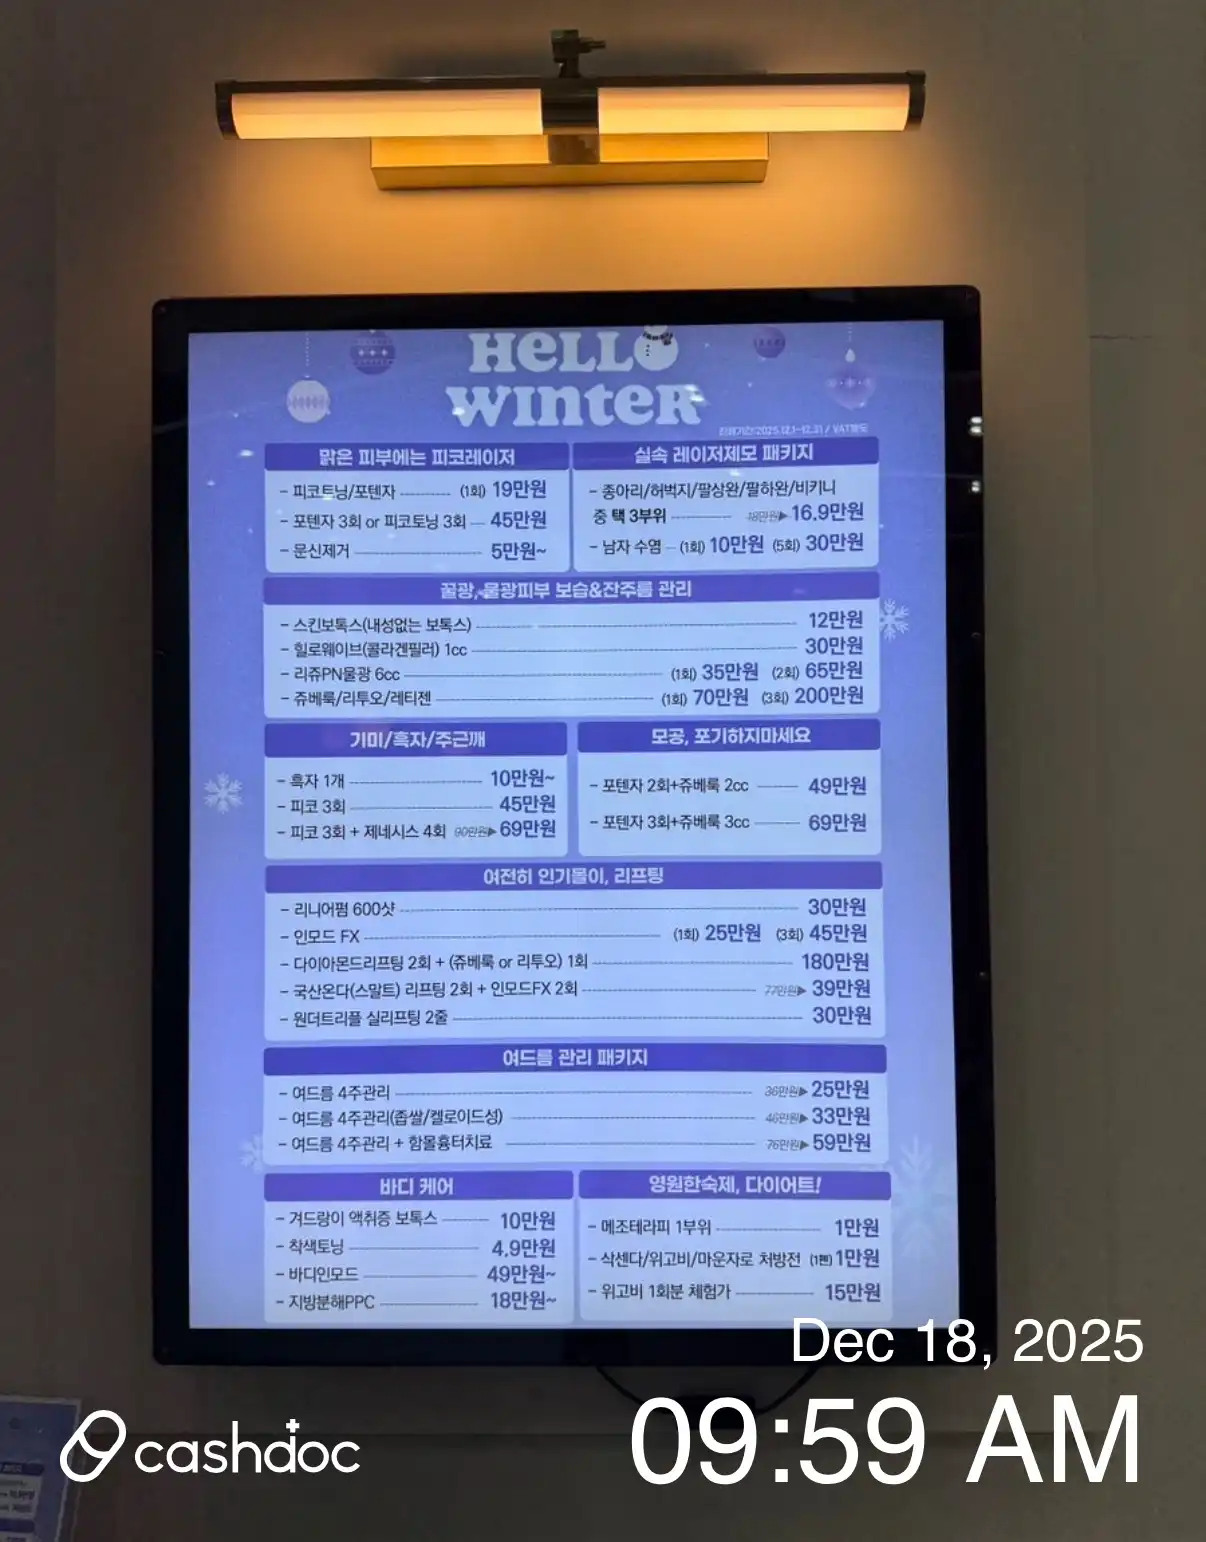 HELLO
WINTER
진행기간:2025.12.1~12.31 / VAT별도
맑은 피부에는 피코레이저
- 피코토닝/포텐자 (1회) 19만원
- 포텐자 3회 or 피코토닝 3회 45만원
- 문신제거 5만원~
실속 레이저제모 패키지
- 종아리/허벅지/팔상완/팔하완/비키니
중 택 3부위 18만원▶ 16.9만원
- 남자 수염 (1회) 10만원 (5회) 30만원
꿀광, 물광피부 보습&잔주름 관리
- 스킨보톡스(내성없는 보톡스) 12만원
- 힐로웨이브(콜라겐필러) 1cc 30만원
- 리쥬PN물광 6cc (1회) 35만원 (2회) 65만원
- 쥬베룩/리투오/레티젠 (1회) 70만원 (3회) 200만원
기미/흑자/주근깨
- 흑자 1개 10만원~
- 피코 3회 45만원
- 피코 3회 + 제네시스 4회 90만원▶ 69만원
모공, 포기하지마세요
- 포텐자 2회+쥬베룩 2cc 49만원
- 포텐자 3회+쥬베룩 3cc 69만원
여전히 인기몰이, 리프팅
- 리니어펌 600샷 30만원
- 인모드 FX (1회) 25만원 (3회) 45만원
- 다이아몬드리프팅 2회 + (쥬베룩 or 리투오) 1회 180만원
- 국산온다(스말트) 리프팅 2회 + 인모드FX 2회 77만원▶ 39만원
- 원더트리플 실리프팅 2줄 30만원
여드름 관리 패키지
- 여드름 4주관리 36만원▶ 25만원
- 여드름 4주관리(좁쌀/켈로이드성) 46만원▶ 33만원
- 여드름 4주관리 + 함몰흉터치료 76만원▶ 59만원
바디 케어
- 겨드랑이 액취증 보톡스 10만원
- 착색토닝 4.9만원
- 바디인모드 49만원~
- 지방분해PPC 18만원~
영원한숙제, 다이어트!
- 메조테라피 1부위 1만원
- 삭센다/위고비/마운자로 처방전 (1펜) 1만원
- 위고비 1회분 체험가 15만원
Dec 18, 2025
09:59 AM
cashdoc